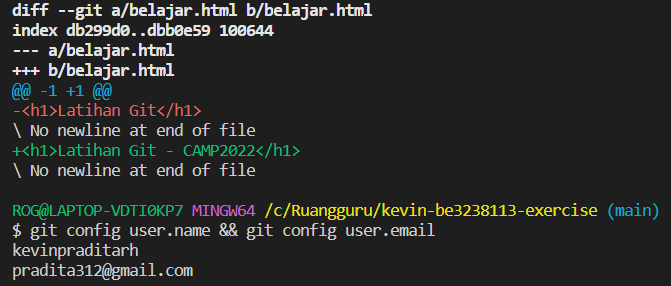 diff --git a/belajar.html b/belajar.html
index db299d0..dbb0e59 100644
--- a/belajar.html
+++ b/belajar.html
@@ -1 +1 @@
-<h1>Latihan Git</h1>
\ No newline at end of file
+<h1>Latihan Git - CAMP2022</h1>
\ No newline at end of file
ROG@LAPTOP-VDTI0KP7 MINGW64 /c/Ruangguru/kevin-be3238113-exercise (main)
$ git config user.name && git config user.email
kevinpraditarh
pradita312@gmail.com